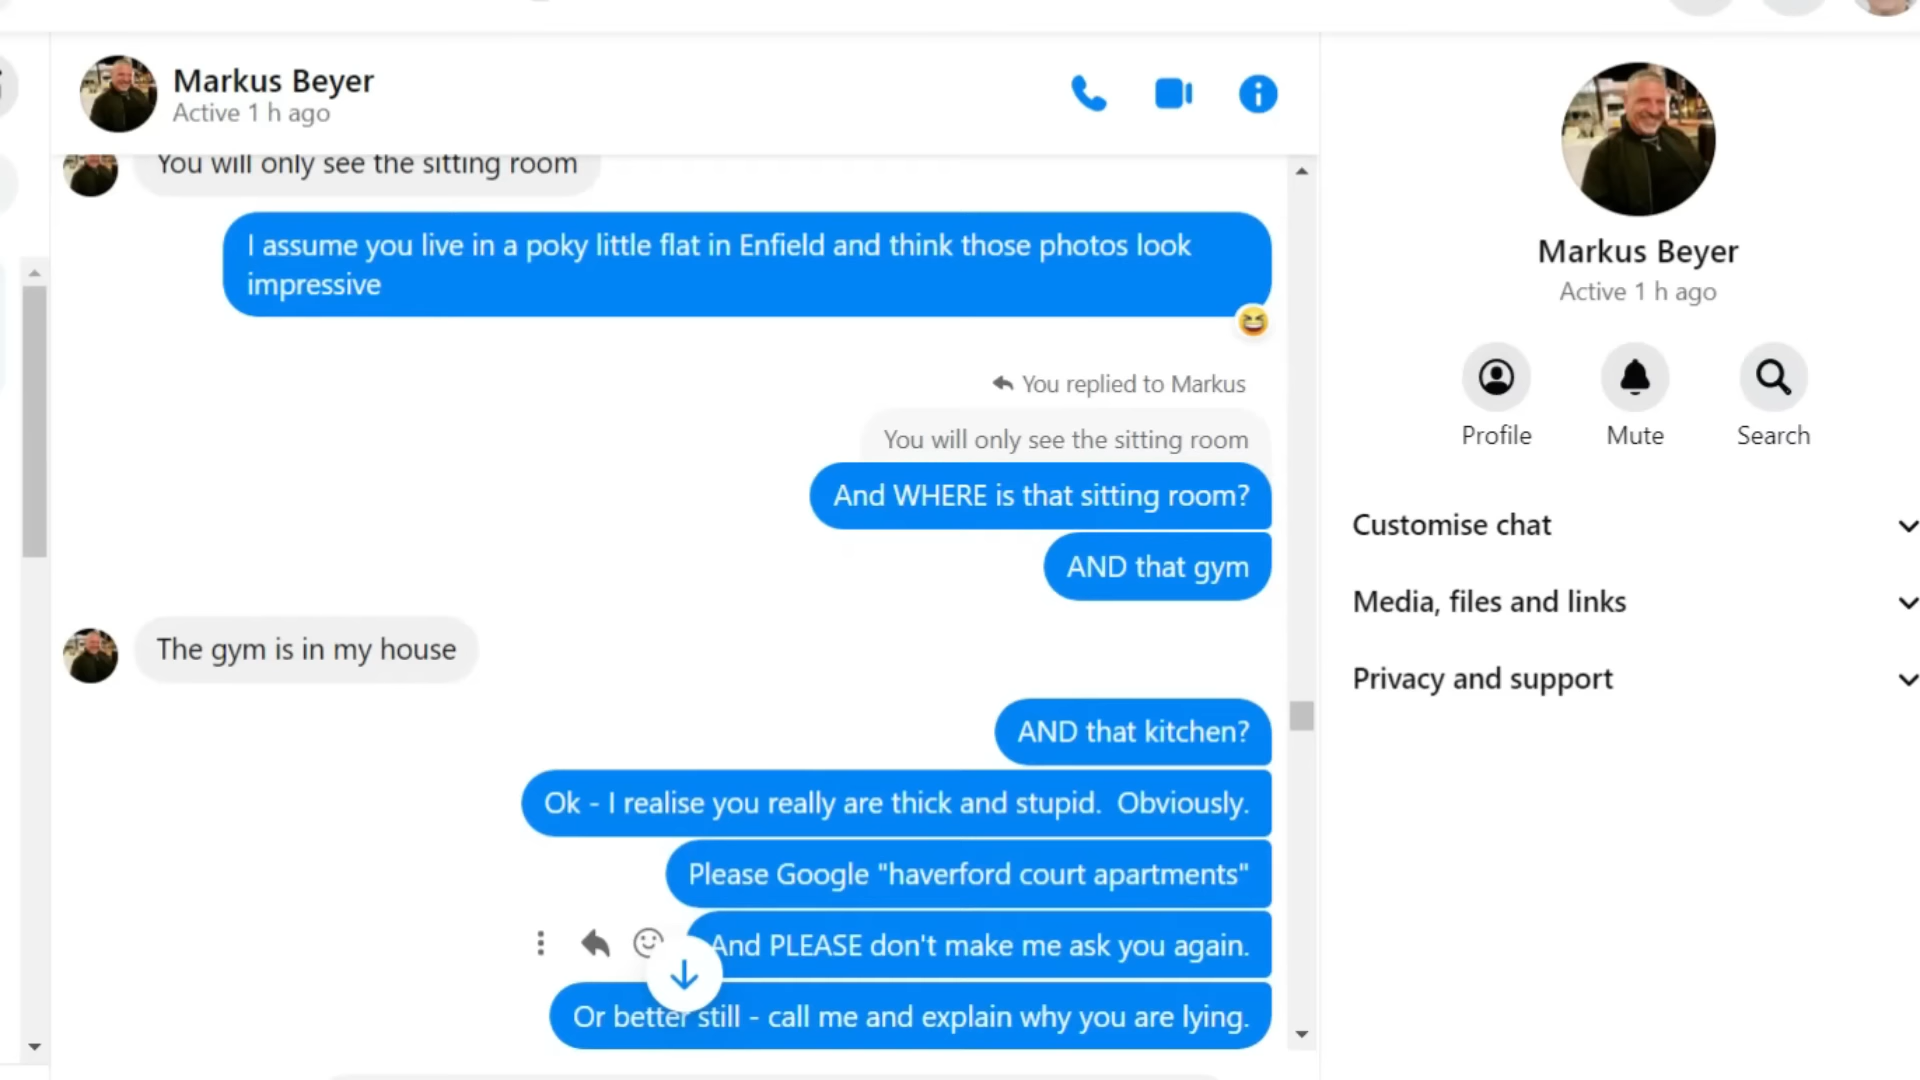 Markus Beyer
Active 1 h ago
You will only see the sitting room
I assume you live in a poky little flat in Enfield and think those photos look
impressive
You replied to Markus
You will only see the sitting room
And WHERE is that sitting room?
AND that gym
The gym is in my house
AND that kitchen?
Ok - I realise you really are thick and stupid.  Obviously.
Please Google "haverford court apartments"
And PLEASE don't make me ask you again.
Or better still - call me and explain why you are lying.
Markus Beyer
Active 1 h ago
Profile
Mute
Search
Customise chat
Media, files and links
Privacy and support